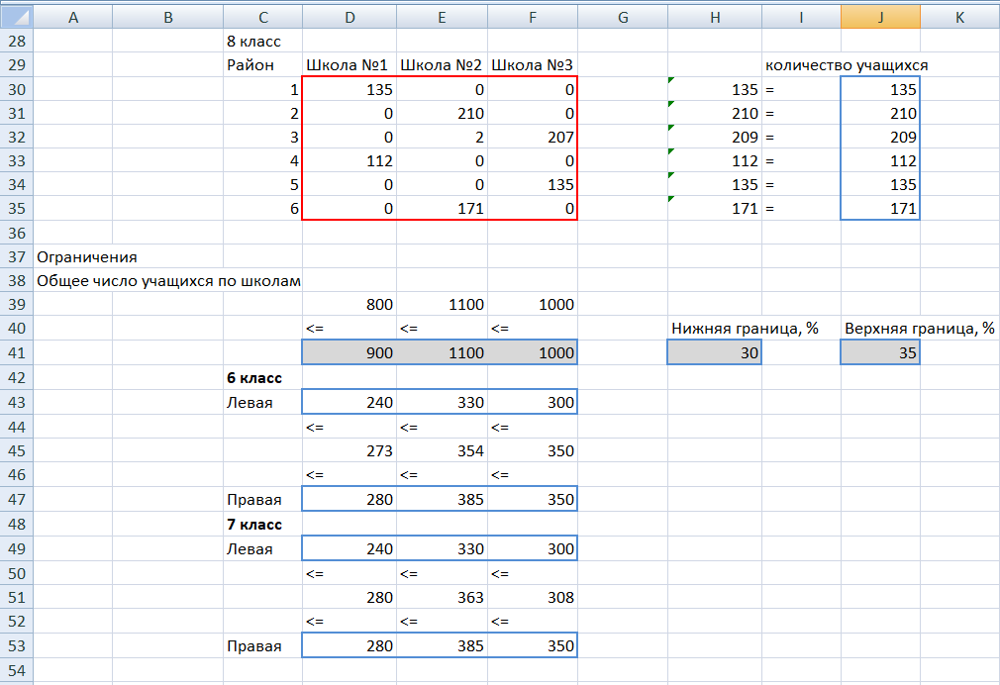 A B C D E F G H I J K
28 8 класс
29 Район Школа №1 Школа №2 Школа №3 количество учащихся
30 1 135 0 0 135 = 135
31 2 0 210 0 210 = 210
32 3 0 2 207 209 = 209
33 4 112 0 0 112 = 112
34 5 0 0 135 135 = 135
35 6 0 171 0 171 = 171
36
37 Ограничения
38 Общее число учащихся по школам
39 800 1100 1000
40 <= <= <= Нижняя граница, % Верхняя граница, %
41 900 1100 1000 30 35
42 6 класс
43 Левая 240 330 300
44 <= <= <=
45 273 354 350
46 <= <= <=
47 Правая 280 385 350
48 7 класс
49 Левая 240 330 300
50 <= <= <=
51 280 363 308
52 <= <= <=
53 Правая 280 385 350
54